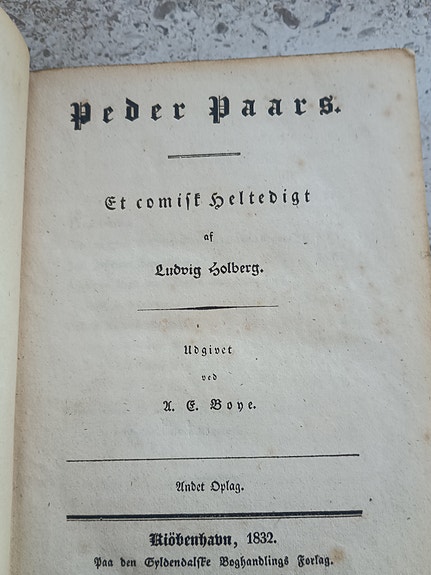 Peder Paars.
Et comisk Heltedigt
af
Ludvig Holberg.
Udgivet
ved
A. E. Boye.
Andet Oplag.
Kiöbenhavn, 1832.
Paa den Gyldendalske Boghandlings Forlag.